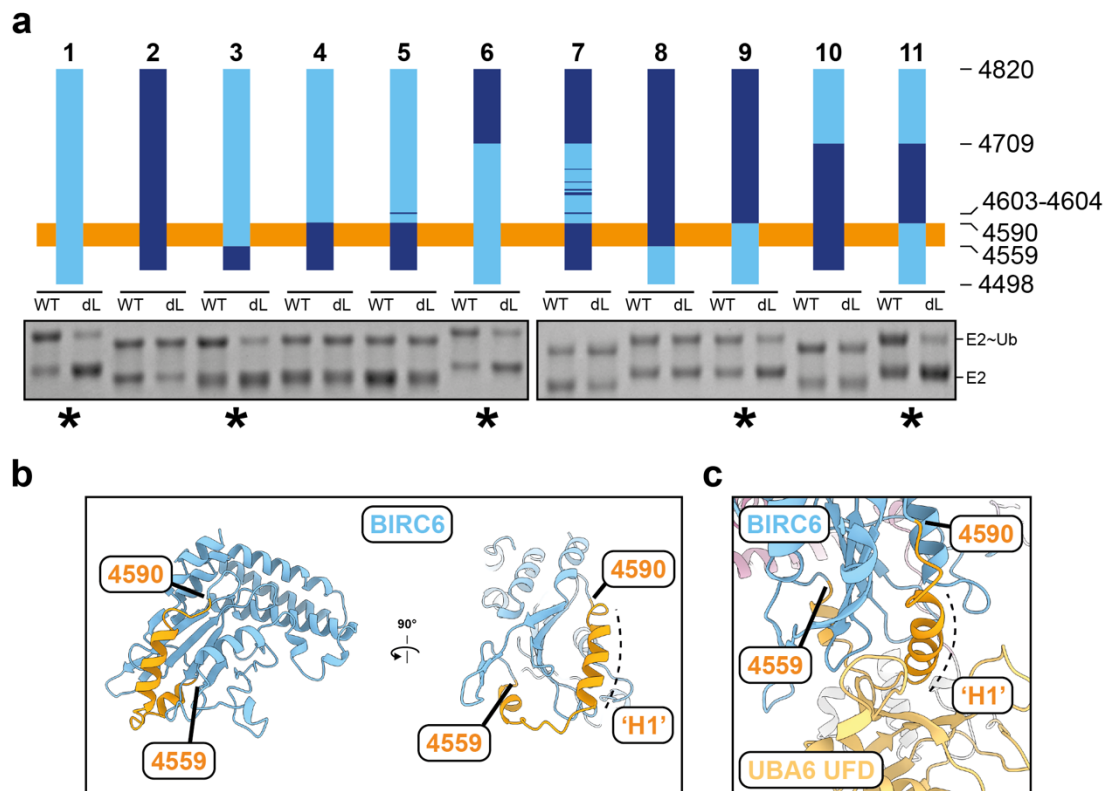 a
1 2 3 4 5 6 7 8 9 10 11
4820
4709
4603-4604
4590
4559
4498
WT dL WT dL WT dL WT dL WT dL WT dL WT dL WT dL WT dL WT dL WT dL
E2~Ub
E2
* * * * *
b
BIRC6
4590
4559
90°
4590
4559
‘H1’
c
BIRC6
4590
4559
‘H1’
UBA6 UFD